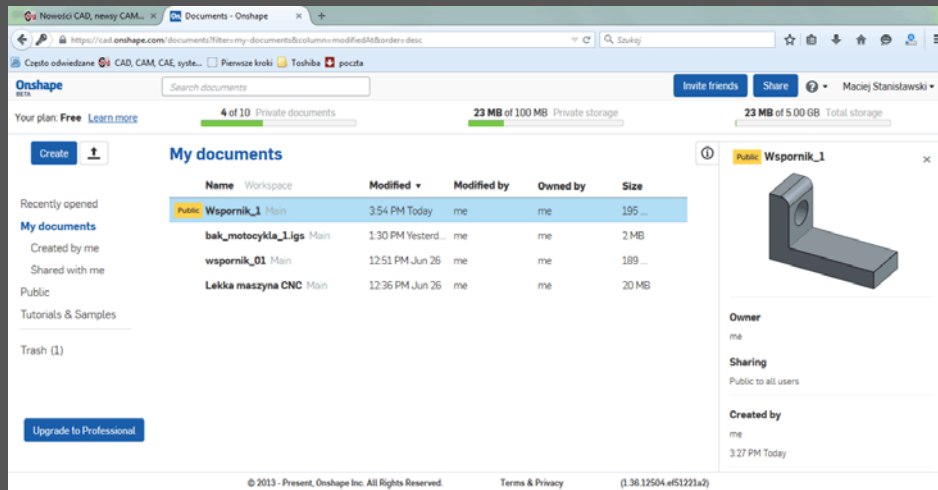 Nowości CAD, newsy CAM... ×
Documents - Onshape ×
+
https://cad.onshape.com/documents?filter=my-documents&column=modifiedAt&order=desc
Szukaj
Często odwiedzane CAD, CAM, CAE, syste... Pierwsze kroki Toshiba poczta
Onshape
BETA
Search documents
Invite friends
Share
Maciej Stanisławski
Your plan: Free Learn more
4 of 10 Private documents
23 MB of 100 MB Private storage
23 MB of 5.00 GB Total storage
Create
My documents
Name Workspace Modified Modified by Owned by Size
Public Wspornik_1 Main 3:54 PM Today me me 195 ...
bak_motocykla_1.igs Main 1:30 PM Yesterd... me me 2 MB
wspornik_01 Main 12:51 PM Jun 26 me me 189 ...
Lekka maszyna CNC Main 12:36 PM Jun 26 me me 20 MB
Recently opened
My documents
Created by me
Shared with me
Public
Tutorials & Samples
Trash (1)
Upgrade to Professional
Public Wspornik_1 ×
Owner
me
Sharing
Public to all users
Created by
me
3:27 PM Today
© 2013 - Present, Onshape Inc. All Rights Reserved. Terms & Privacy (1.36.12504.ef51221a2)